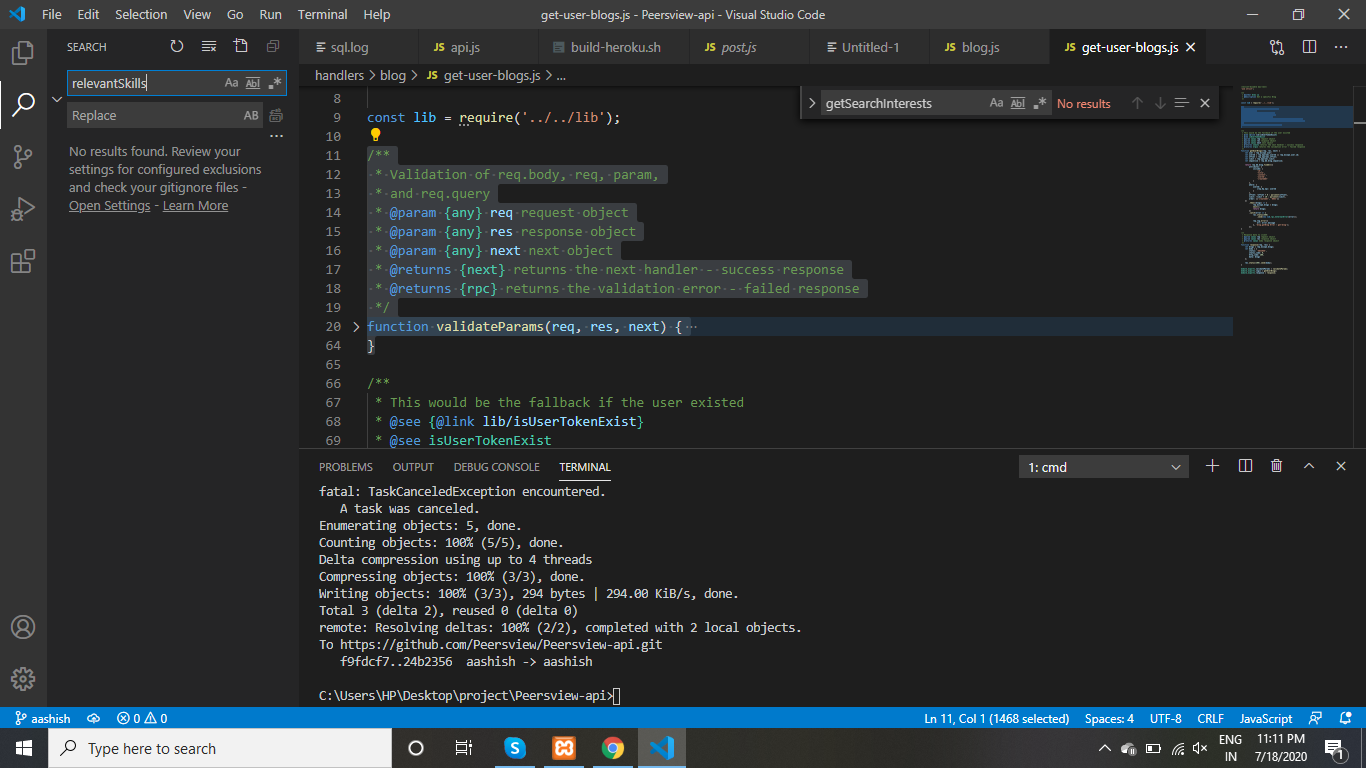 File Edit Selection View Go Run Terminal Help get-user-blogs.js - Peersview-api - Visual Studio Code
SEARCH
sql.log JS api.js build-heroku.sh JS post.js Untitled-1 JS blog.js JS get-user-blogs.js
relevantSkills Aa Abl
Replace AB
No results found. Review your
settings for configured exclusions
and check your gitignore files -
Open Settings - Learn More
handlers > blog > JS get-user-blogs.js > ...
getSearchInterests Aa Abl No results
8
9 const lib = require('../../lib');
10
11 /**
12 * Validation of req.body, req, param,
13 * and req.query
14 * @param {any} req request object
15 * @param {any} res response object
16 * @param {any} next next object
17 * @returns {next} returns the next handler - success response
18 * @returns {rpc} returns the validation error - failed response
19 */
20 function validateParams(req, res, next) { ...
64 }
65
66 /**
67 * This would be the fallback if the user existed
68 * @see {@link lib/isUserTokenExist}
69 * @see isUserTokenExist
PROBLEMS OUTPUT DEBUG CONSOLE TERMINAL 1: cmd
fatal: TaskCanceledException encountered.
A task was canceled.
Enumerating objects: 5, done.
Counting objects: 100% (5/5), done.
Delta compression using up to 4 threads
Compressing objects: 100% (3/3), done.
Writing objects: 100% (3/3), 294 bytes | 294.00 KiB/s, done.
Total 3 (delta 2), reused 0 (delta 0)
remote: Resolving deltas: 100% (2/2), completed with 2 local objects.
To https://github.com/Peersview/Peersview-api.git
f9fdcf7..24b2356 aashish -> aashish
C:\Users\HP\Desktop\project\Peersview-api>
aashish 0 0 Ln 11, Col 1 (1468 selected) Spaces: 4 UTF-8 CRLF JavaScript
Type here to search
ENG 11:11 PM
IN 7/18/2020
1